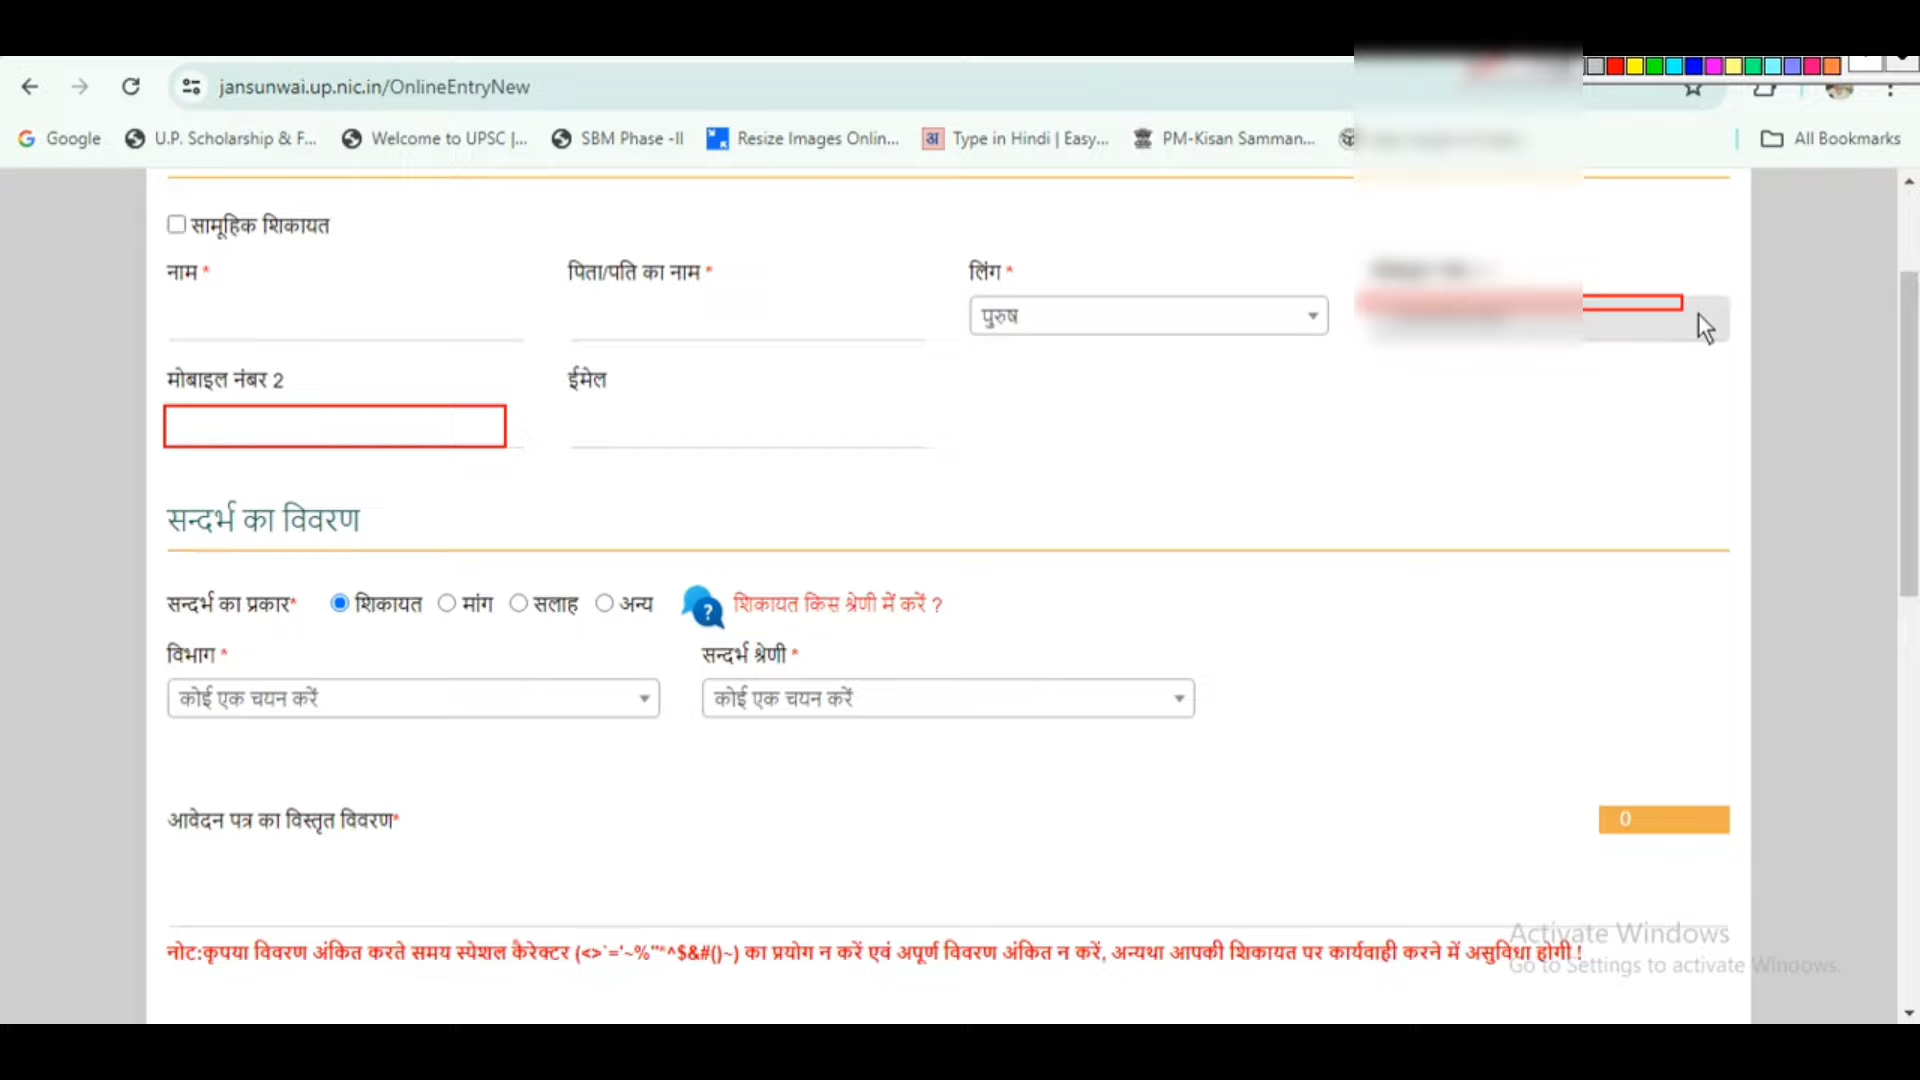 jansunwai.up.nic.in/OnlineEntryNew
Google U.P. Scholarship & F... Welcome to UPSC |... SBM Phase -II Resize Images Onlin... Type in Hindi | Easy... PM-Kisan Samman... All Bookmarks
सामूहिक शिकायत
नाम * पिता/पति का नाम * लिंग *
पुरुष
मोबाइल नंबर 2 ईमेल
सन्दर्भ का विवरण
सन्दर्भ का प्रकार* शिकायत मांग सलाह अन्य ? शिकायत किस श्रेणी में करें ?
विभाग * सन्दर्भ श्रेणी *
कोई एक चयन करें कोई एक चयन करें
आवेदन पत्र का विस्तृत विवरण* 0
Activate Windows
नोट:कृपया विवरण अंकित करते समय स्पेशल कैरेक्टर (<>`='~%"*^$&#()~) का प्रयोग न करें एवं अपूर्ण विवरण अंकित न करें, अन्यथा आपकी शिकायत पर कार्यवाही करने में असुविधा होगी !
Go to Settings to activate Windows.